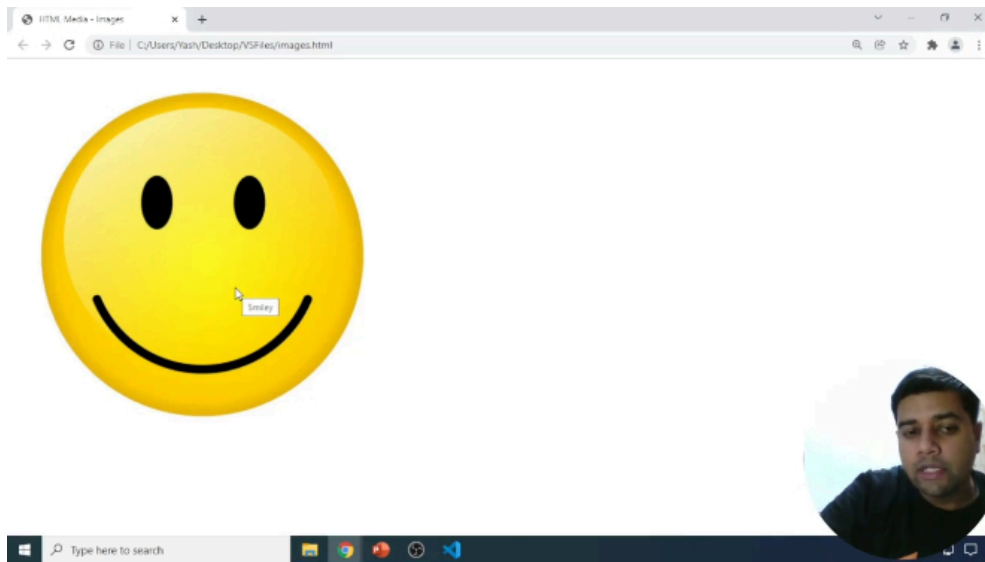 HTML Media - Images
File | C:/Users/Yash/Desktop/VSFiles/images.html
Smiley
Type here to search